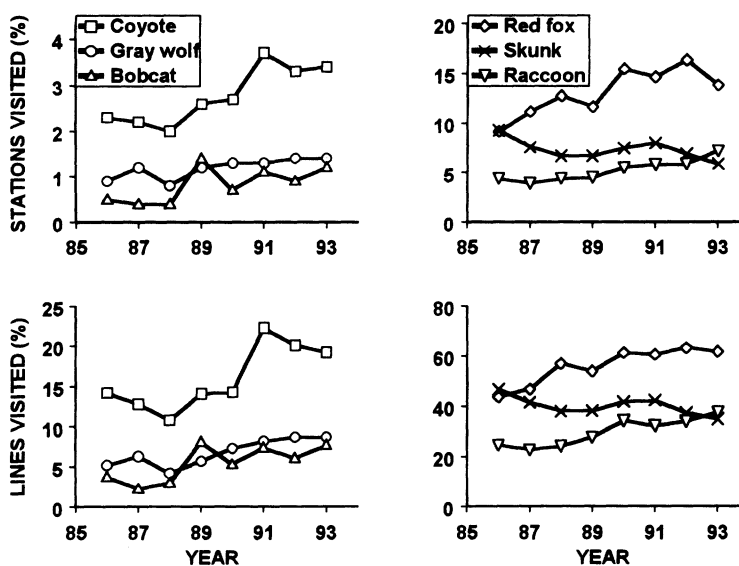 STATIONS VISITED (%)
4
3
2
1
0
Coyote
Gray wolf
Bobcat
85 87 89 91 93
20
15
10
5
0
Red fox
Skunk
Raccoon
85 87 89 91 93
LINES VISITED (%)
25
20
15
10
5
0
85 87 89 91 93
YEAR
80
60
40
20
0
85 87 89 91 93
YEAR